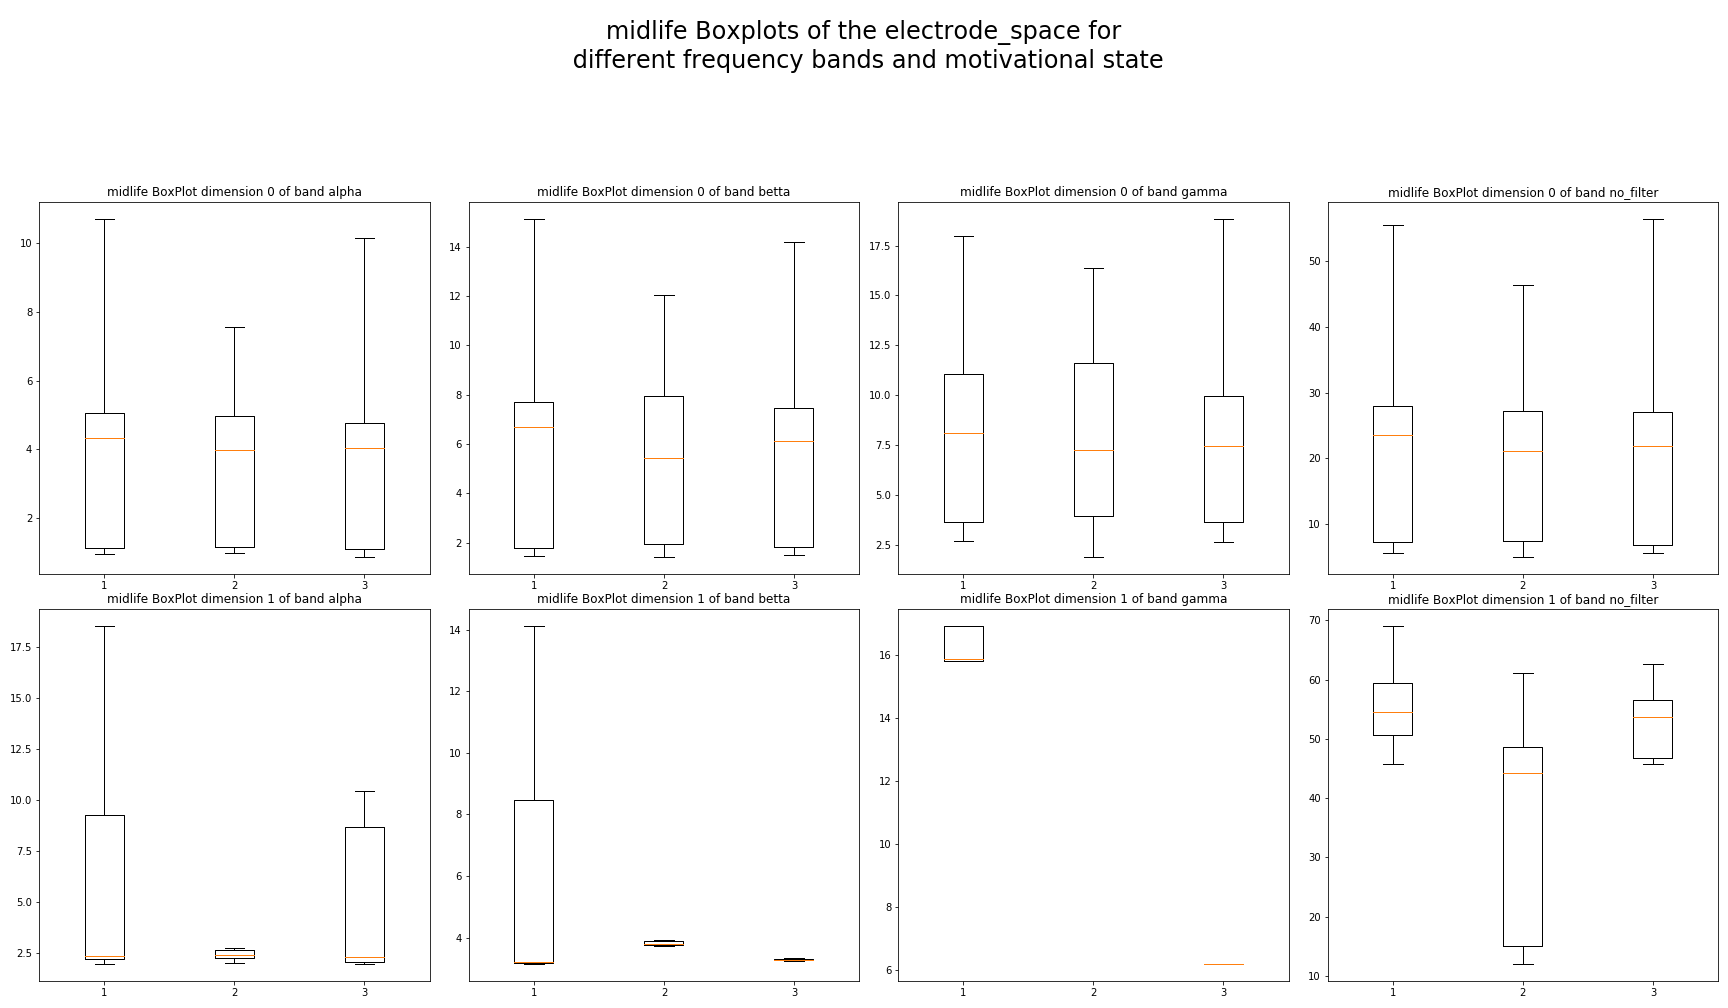 midlife Boxplots of the electrode_space for
different frequency bands and motivational state
midlife BoxPlot dimension 0 of band alpha
10
8
6
4
2
1 2 3
midlife BoxPlot dimension 0 of band betta
14
12
10
8
6
4
2
1 2 3
midlife BoxPlot dimension 0 of band gamma
17.5
15.0
12.5
10.0
7.5
5.0
2.5
1 2 3
midlife BoxPlot dimension 0 of band no_filter
50
40
30
20
10
1 2 3
midlife BoxPlot dimension 1 of band alpha
17.5
15.0
12.5
10.0
7.5
5.0
2.5
1 2 3
midlife BoxPlot dimension 1 of band betta
14
12
10
8
6
4
1 2 3
midlife BoxPlot dimension 1 of band gamma
16
14
12
10
8
6
1 2 3
midlife BoxPlot dimension 1 of band no_filter
70
60
50
40
30
20
10
1 2 3